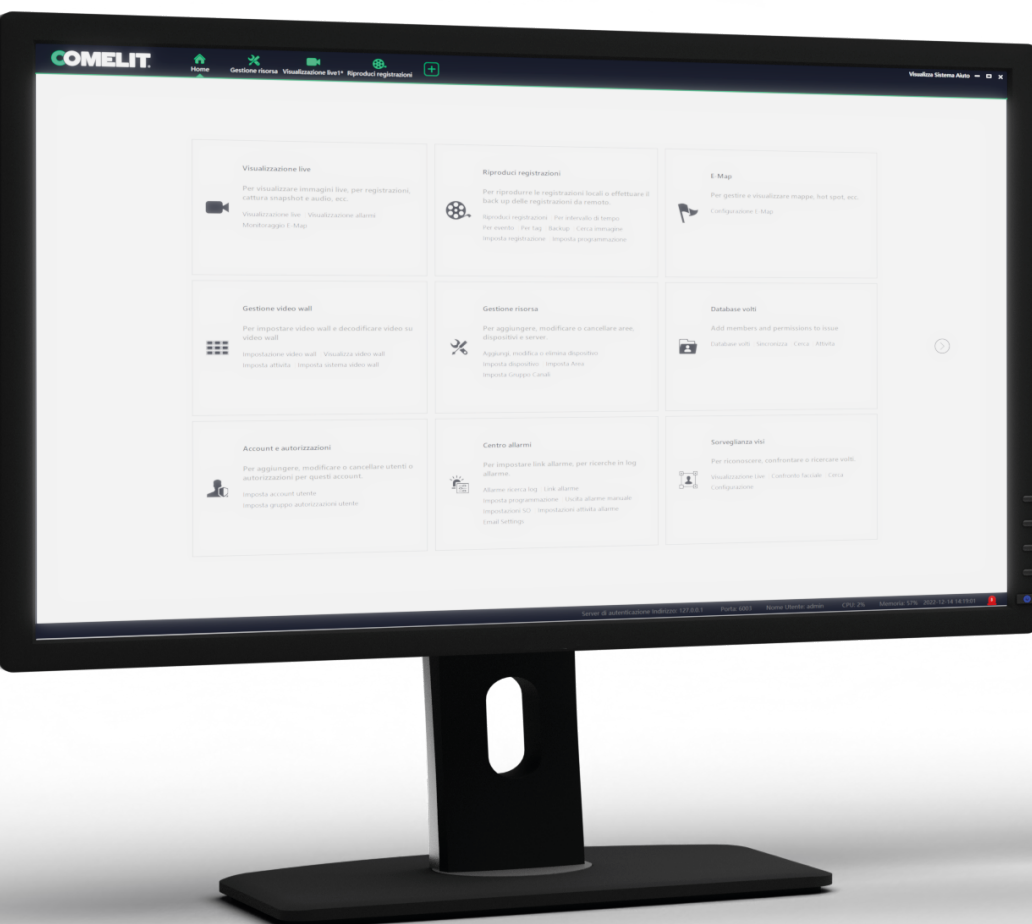 COMELIT
Home
Gestione risorsa
Visualizzazione live1*
Riproduci registrazioni
Visualizza Sistema Aiuto
Visualizzazione live
Per visualizzare immagini live, per registrazioni,
cattura snapshot e audio, ecc.
Visualizzazione live Visualizzazione allarmi
Monitoraggio E-Map
Riproduci registrazioni
Per riprodurre le registrazioni locali o effettuare il
back up delle registrazioni da remoto.
Riproduci registrazioni Per intervallo di tempo
Per eventi Per tag Backup Cerca immagine
Imposta registrazione Imposta programmazione
E-Map
Per gestire e visualizzare mappe, hot spot, ecc.
Configurazione E-Map
Gestione video wall
Per impostare video wall e decodificare video su
video wall
Impostazione video wall Visualizza video wall
Imposta attività Imposta schema video wall
Gestione risorsa
Per aggiungere, modificare o cancellare aree,
dispositivi e server.
Aggiungi, modifica o elimina dispositivo
Imposta dispositivo Imposta Area
Imposta Gruppo Canali
Database volti
Add members and permissions to issue
Database volti Sincronizza Cerca Attività
Account e autorizzazioni
Per aggiungere, modificare o cancellare utenti o
autorizzazioni per questi account.
Imposta account utente
Imposta gruppo autorizzazioni utente
Centro allarmi
Per impostare link allarme, per ricerche in log
allarme.
Allarme ricerca log Link allarme
Imposta programmazione Uscita allarme manuale
Impostazioni SCI Impostazioni attività allarme
Email Settings
Sorveglianza visi
Per riconoscere, confrontare o ricercare volti.
Visualizzazione live Confronto facciale Cerca
Configurazione
Server di autenticazione Indirizzo: 127.0.0.1 Porta: 6003 Nome Utente: admin CPU 2% Memoria: 57% 2022-12-14 14:19:03